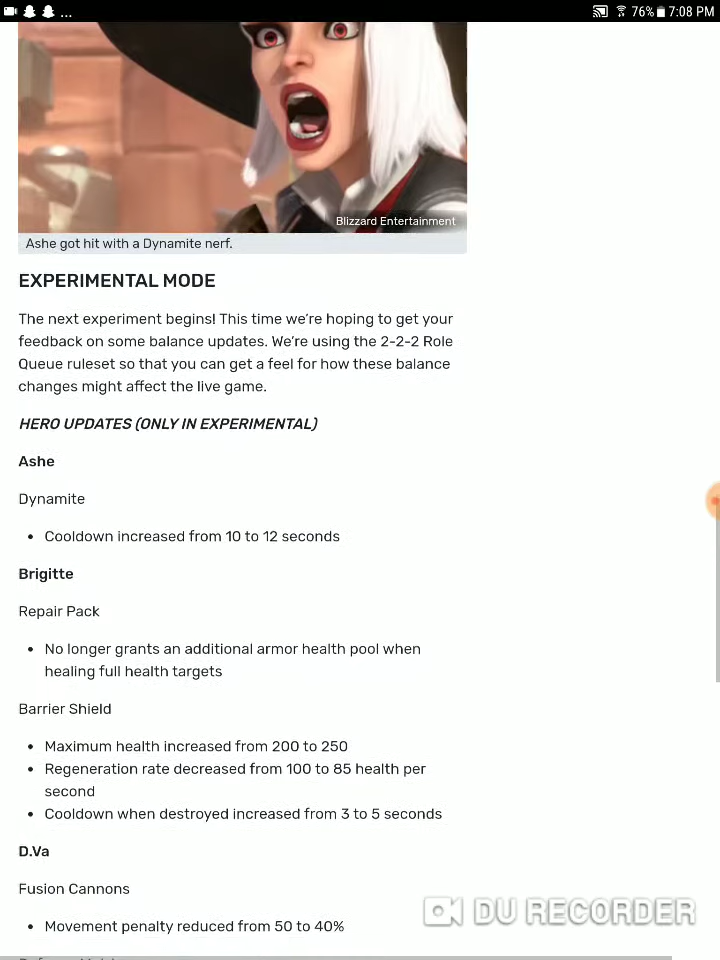 ... 76% 7:08 PM
Blizzard Entertainment
Ashe got hit with a Dynamite nerf.
EXPERIMENTAL MODE
The next experiment begins! This time we're hoping to get your
feedback on some balance updates. We're using the 2-2-2 Role
Queue ruleset so that you can get a feel for how these balance
changes might affect the live game.
HERO UPDATES (ONLY IN EXPERIMENTAL)
Ashe
Dynamite
• Cooldown increased from 10 to 12 seconds
Brigitte
Repair Pack
• No longer grants an additional armor health pool when
healing full health targets
Barrier Shield
• Maximum health increased from 200 to 250
• Regeneration rate decreased from 100 to 85 health per
second
• Cooldown when destroyed increased from 3 to 5 seconds
D.Va
Fusion Cannons
• Movement penalty reduced from 50 to 40%
DU RECORDER